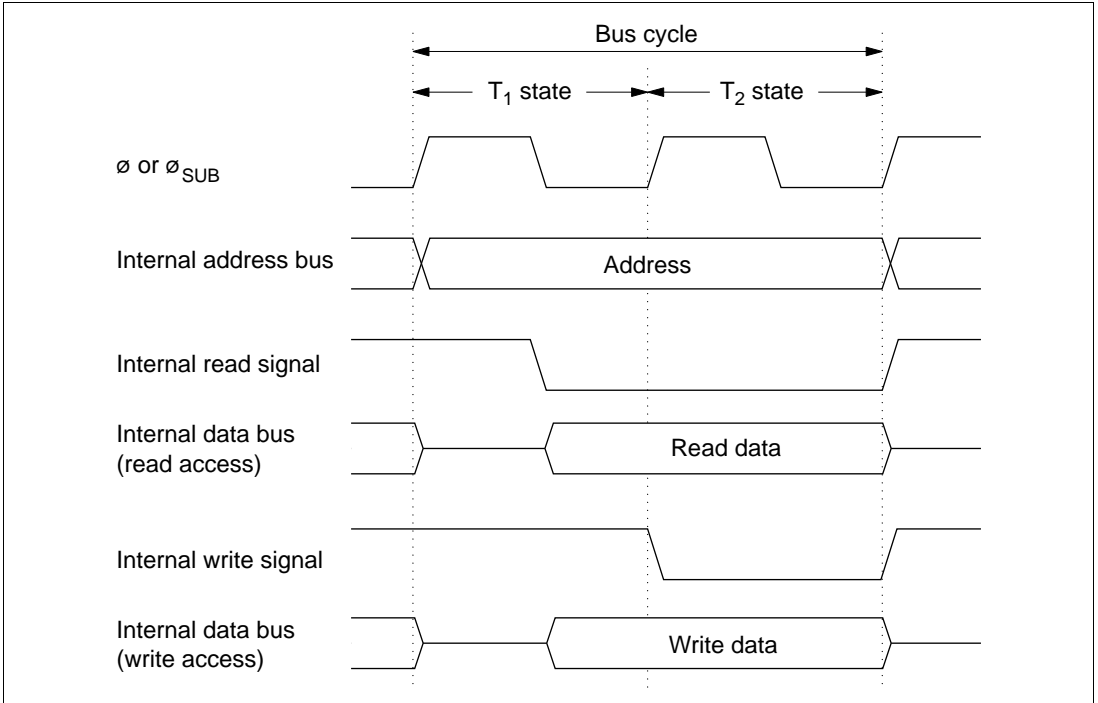 Bus cycle
T₁ state
T₂ state
ø or ø SUB
Internal address bus
Address
Internal read signal
Internal data bus
(read access)
Read data
Internal write signal
Internal data bus
(write access)
Write data